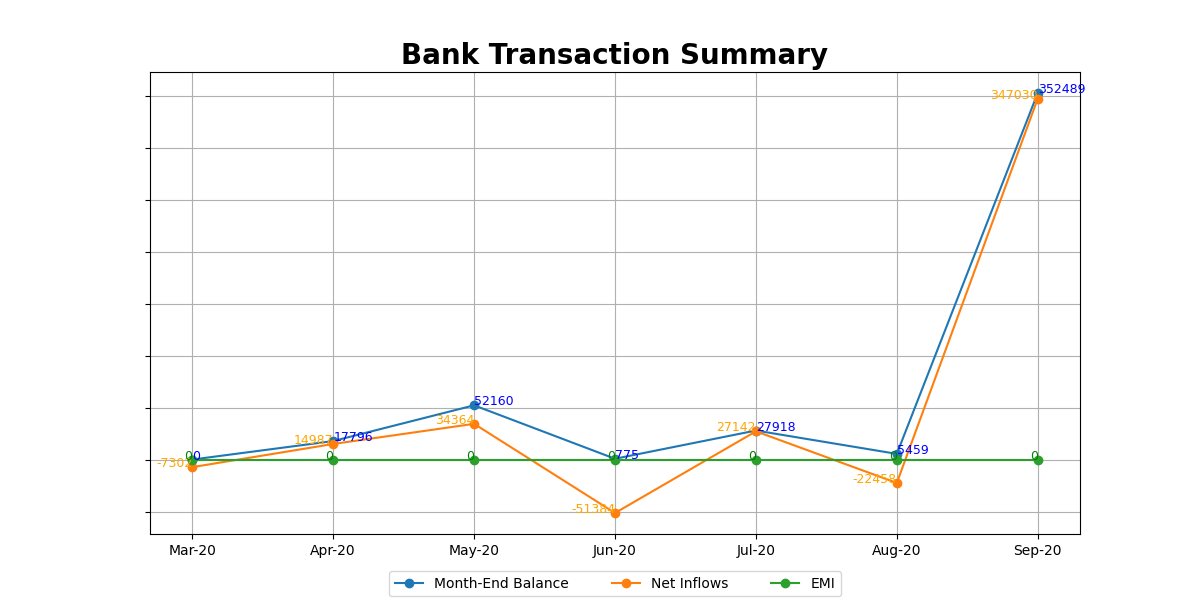 Bank Transaction Summary
347030 352489
52160
34364
17796
27142 27918
0 0 0 0 775 0 0 5459 0
-22458
-51384
Mar-20 Apr-20 May-20 Jun-20 Jul-20 Aug-20 Sep-20
Month-End Balance Net Inflows EMI